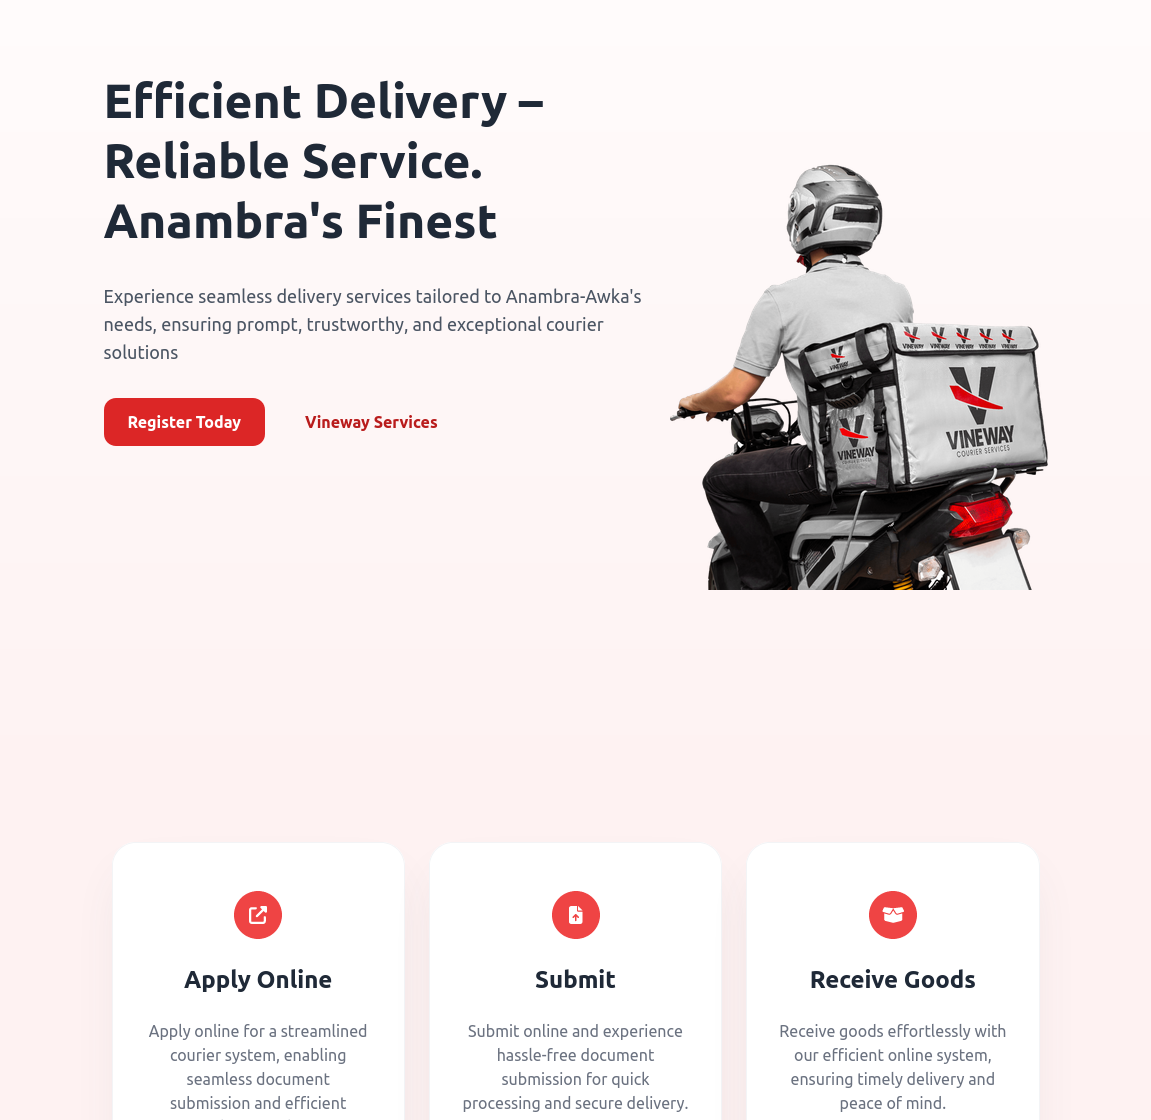 Efficient Delivery –
Reliable Service.
Anambra's Finest
Experience seamless delivery services tailored to Anambra-Awka's
needs, ensuring prompt, trustworthy, and exceptional courier
solutions
Register Today
Vineway Services
VINEWAY
VINEWAY VINEWAY VINEWAY VINEWAY VINEWAY
VINEWAY
COURIER SERVICES
VINEWAY
COURIER SERVICES
Apply Online
Apply online for a streamlined
courier system, enabling
seamless document
submission and efficient
Submit
Submit online and experience
hassle-free document
submission for quick
processing and secure delivery.
Receive Goods
Receive goods effortlessly with
our efficient online system,
ensuring timely delivery and
peace of mind.